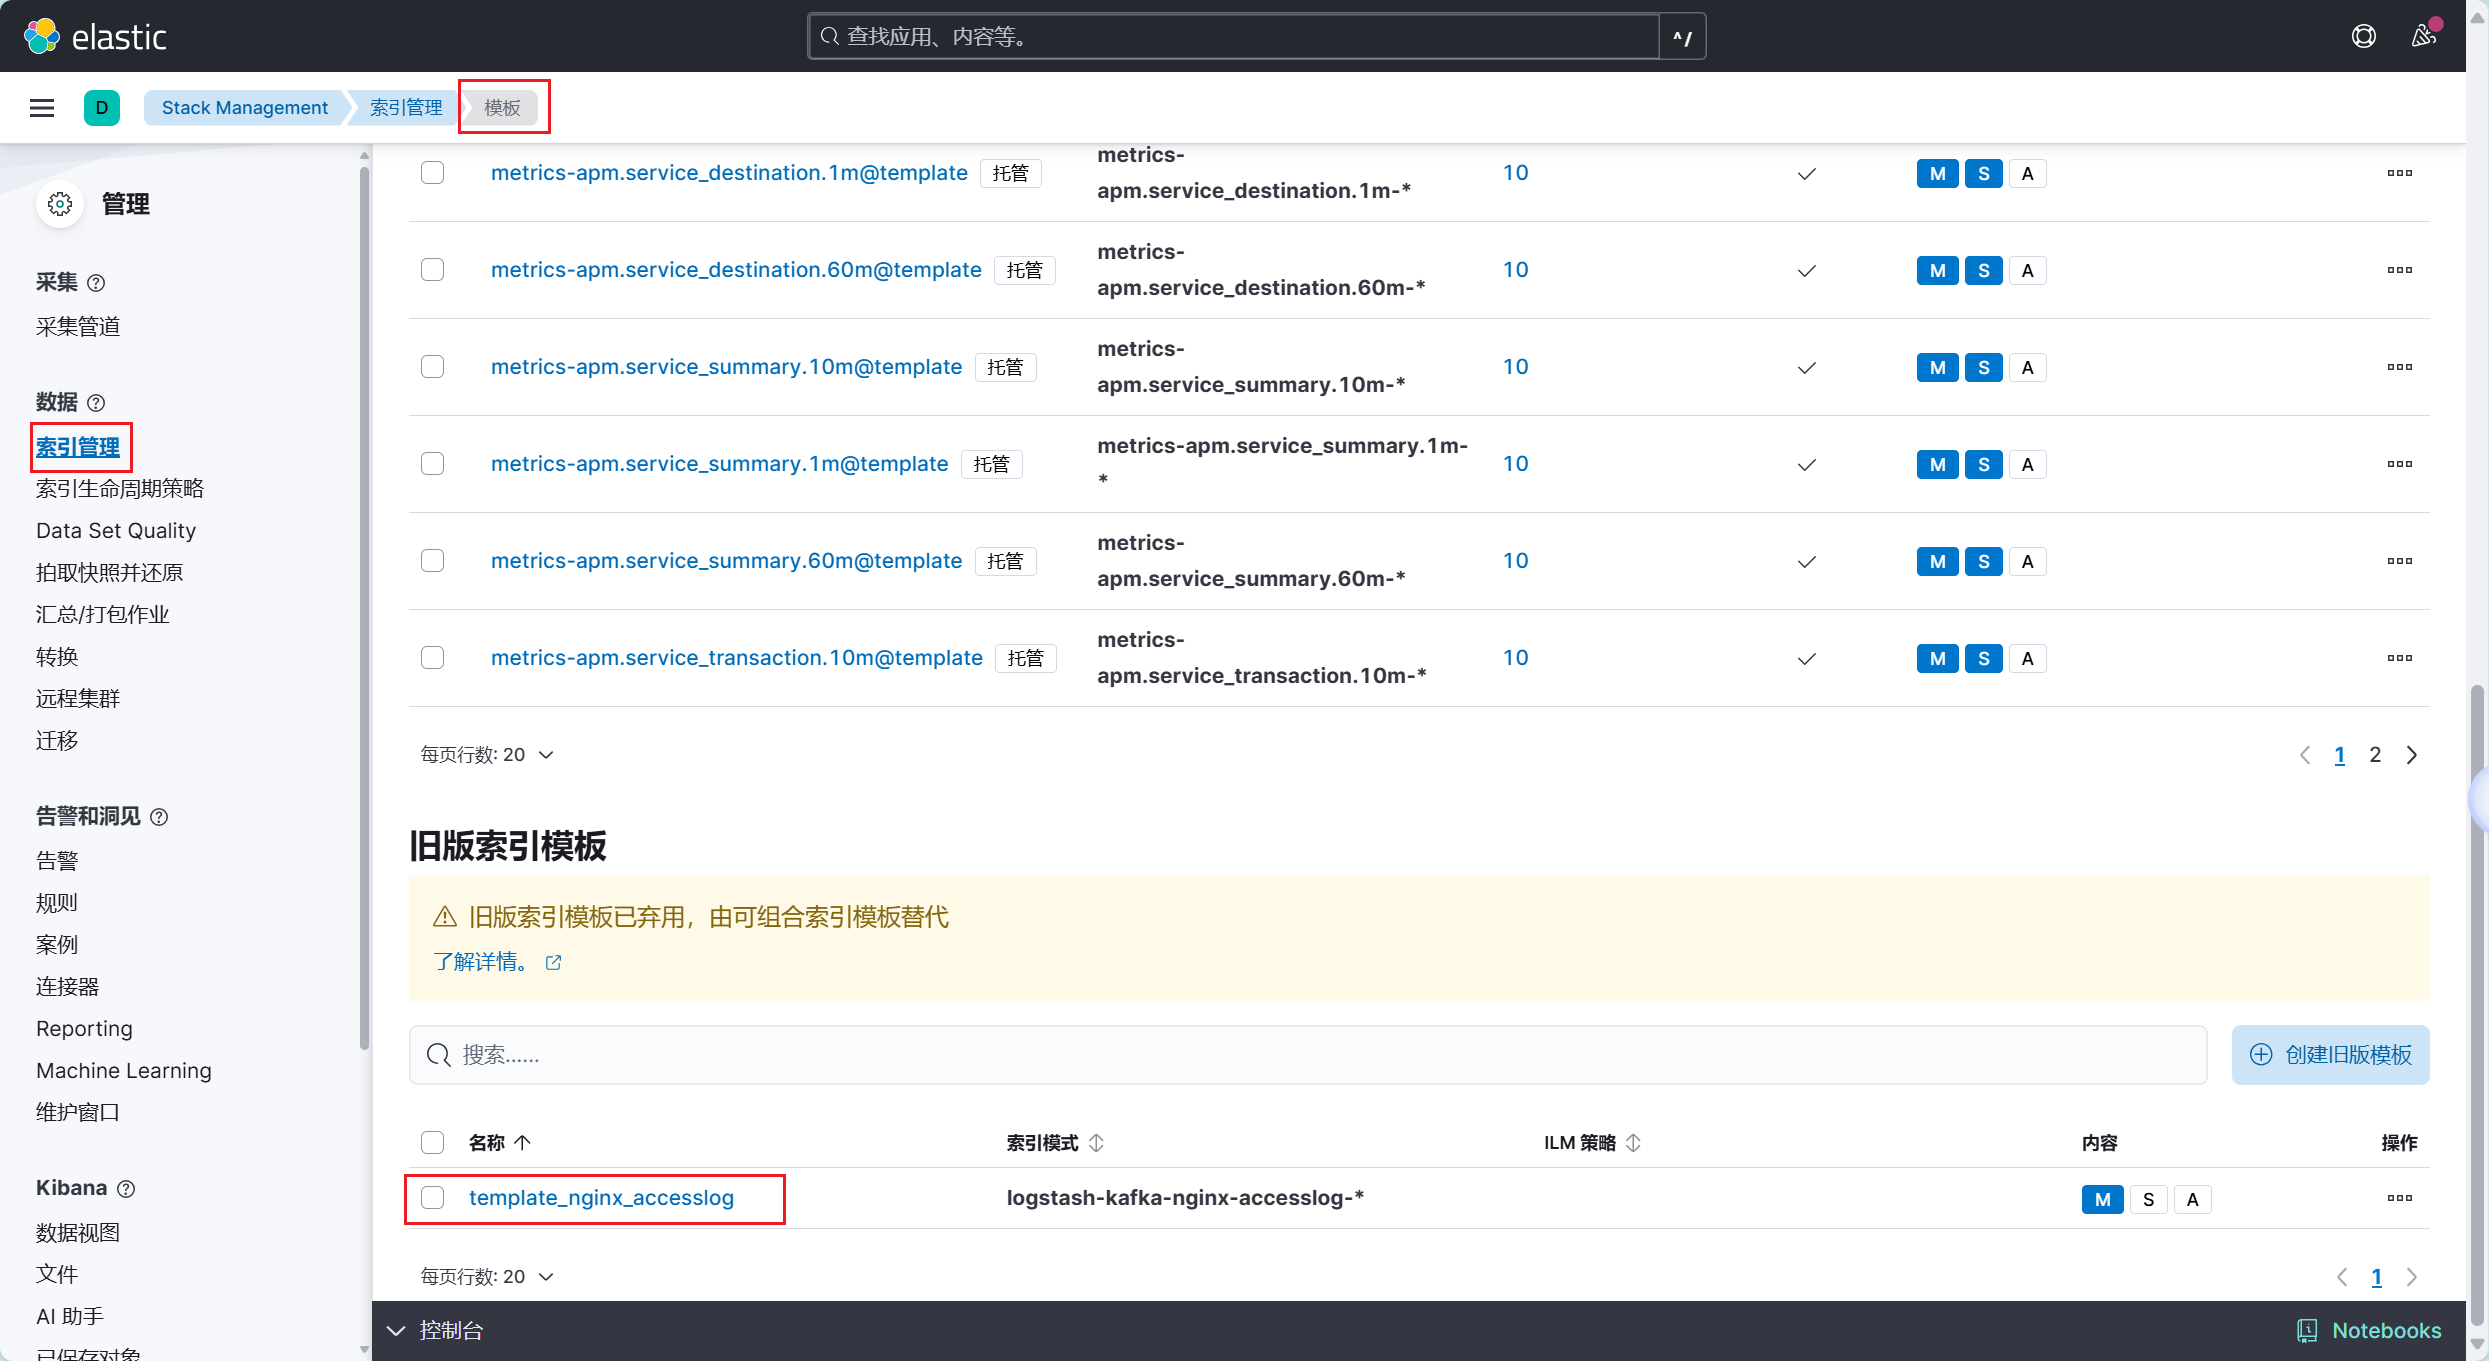 elastic
查找应用、内容等。
^/
D
Stack Management
索引管理
模板
管理
采集
采集管道
数据
索引管理
索引生命周期策略
Data Set Quality
拍取快照并还原
汇总/打包作业
转换
远程集群
迁移
告警和洞见
告警
规则
案例
连接器
Reporting
Machine Learning
维护窗口
Kibana
数据视图
文件
AI 助手
已保存对象
metrics-apm.service_destination.1m@template 托管 metrics-
apm.service_destination.1m-* 10 M S A
metrics-apm.service_destination.60m@template 托管 metrics-
apm.service_destination.60m-* 10 M S A
metrics-apm.service_summary.10m@template 托管 metrics-
apm.service_summary.10m-* 10 M S A
metrics-apm.service_summary.1m@template 托管 metrics-apm.service_summary.1m-
* 10 M S A
metrics-apm.service_summary.60m@template 托管 metrics-
apm.service_summary.60m-* 10 M S A
metrics-apm.service_transaction.10m@template 托管 metrics-
apm.service_transaction.10m-* 10 M S A
每页行数: 20
1 2
旧版索引模板
旧版索引模板已弃用，由可组合索引模板替代
了解详情。
搜索......
创建旧版模板
名称 索引模式 ILM 策略 内容 操作
template_nginx_accesslog logstash-kafka-nginx-accesslog-* M S A
每页行数: 20
1
控制台
Notebooks